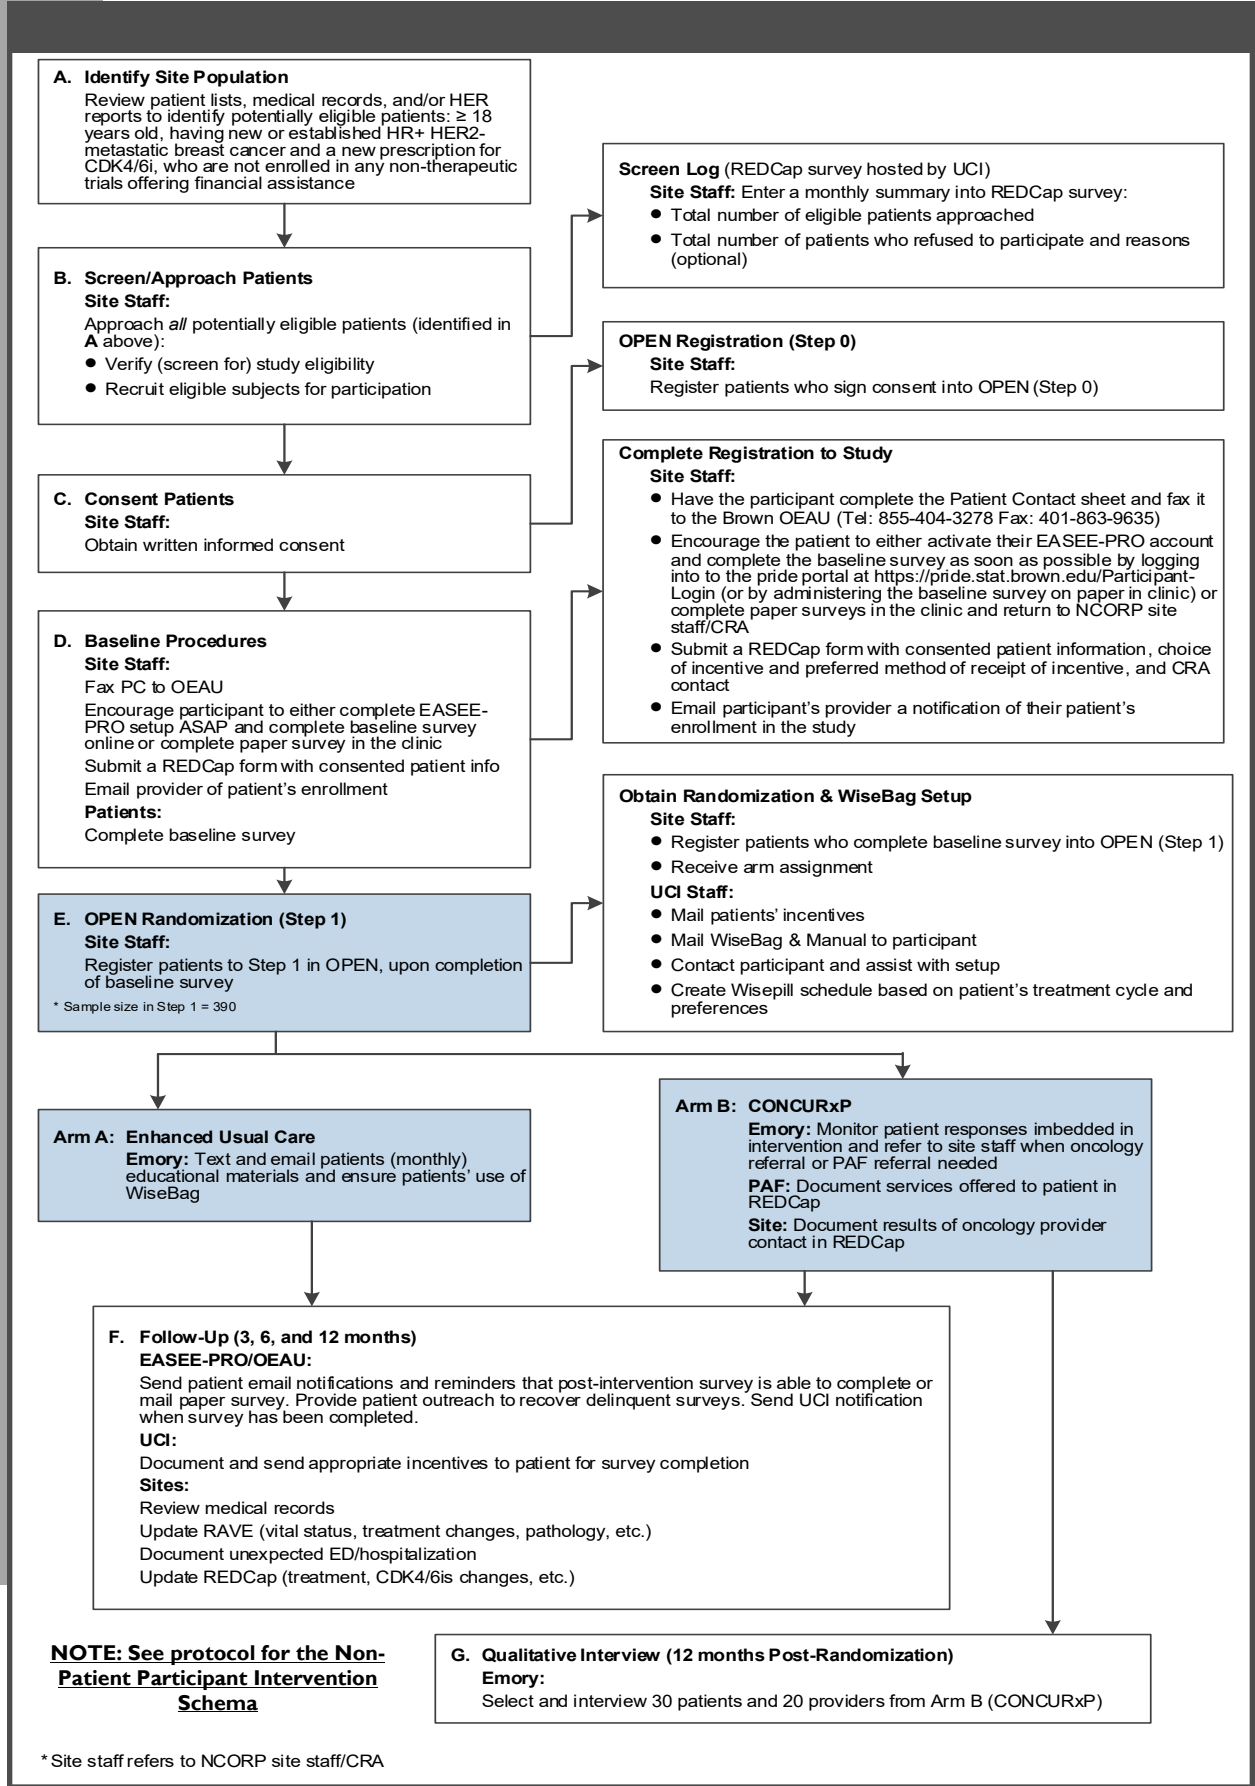 A. Identify Site Population
Review patient lists, medical records, and/or HER
reports to identify potentially eligible patients: ≥ 18
years old, having new or established HR+ HER2-
metastatic breast cancer and a new prescription for
CDK4/6i, who are not enrolled in any non-therapeutic
trials offering financial assistance
Screen Log (REDCap survey hosted by UCI)
Site Staff: Enter a monthly summary into REDCap survey:
● Total number of eligible patients approached
● Total number of patients who refused to participate and reasons
(optional)
B. Screen/Approach Patients
Site Staff:
Approach all potentially eligible patients (identified in
A above):
● Verify (screen for) study eligibility
● Recruit eligible subjects for participation
OPEN Registration (Step 0)
Site Staff:
Register patients who sign consent into OPEN (Step 0)
C. Consent Patients
Site Staff:
Obtain written informed consent
Complete Registration to Study
Site Staff:
● Have the participant complete the Patient Contact sheet and fax it
to the Brown OEAU (Tel: 855-404-3278 Fax: 401-863-9635)
● Encourage the patient to either activate their EASEE-PRO account
and complete the baseline survey as soon as possible by logging
into to the pride portal at https://pride.stat.brown.edu/Participant-
Login (or by administering the baseline survey on paper in clinic) or
complete paper surveys in the clinic and return to NCORP site
staff/CRA
● Submit a REDCap form with consented patient information, choice
of incentive and preferred method of receipt of incentive, and CRA
contact
● Email participant's provider a notification of their patient's
enrollment in the study
D. Baseline Procedures
Site Staff:
Fax PC to OEAU
Encourage participant to either complete EASEE-
PRO setup ASAP and complete baseline survey
online or complete paper survey in the clinic
Submit a REDCap form with consented patient info
Email provider of patient's enrollment
Patients:
Complete baseline survey
Obtain Randomization & WiseBag Setup
Site Staff:
● Register patients who complete baseline survey into OPEN (Step 1)
● Receive arm assignment
UCI Staff:
● Mail patients' incentives
● Mail WiseBag & Manual to participant
● Contact participant and assist with setup
● Create Wisepill schedule based on patient's treatment cycle and
preferences
E. OPEN Randomization (Step 1)
Site Staff:
Register patients to Step 1 in OPEN, upon completion
of baseline survey
* Sample size in Step 1 = 390
Arm A: Enhanced Usual Care
Emory: Text and email patients (monthly)
educational materials and ensure patients' use of
WiseBag
Arm B: CONCURxP
Emory: Monitor patient responses imbedded in
intervention and refer to site staff when oncology
referral or PAF referral needed
PAF: Document services offered to patient in
REDCap
Site: Document results of oncology provider
contact in REDCap
F. Follow-Up (3, 6, and 12 months)
EASEE-PRO/OEAU:
Send patient email notifications and reminders that post-intervention survey is able to complete or
mail paper survey. Provide patient outreach to recover delinquent surveys. Send UCI notification
when survey has been completed.
UCI:
Document and send appropriate incentives to patient for survey completion
Sites:
Review medical records
Update RAVE (vital status, treatment changes, pathology, etc.)
Document unexpected ED/hospitalization
Update REDCap (treatment, CDK4/6is changes, etc.)
NOTE: See protocol for the Non-
Patient Participant Intervention
Schema
G. Qualitative Interview (12 months Post-Randomization)
Emory:
Select and interview 30 patients and 20 providers from Arm B (CONCURxP)
* Site staff refers to NCORP site staff/CRA